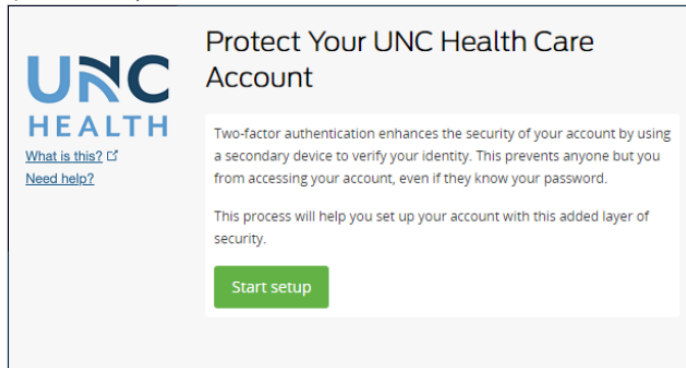 Protect Your UNC Health Care
Account
UNC
HEALTH
What is this?
Need help?
Two-factor authentication enhances the security of your account by using
a secondary device to verify your identity. This prevents anyone but you
from accessing your account, even if they know your password.
This process will help you set up your account with this added layer of
security.
Start setup